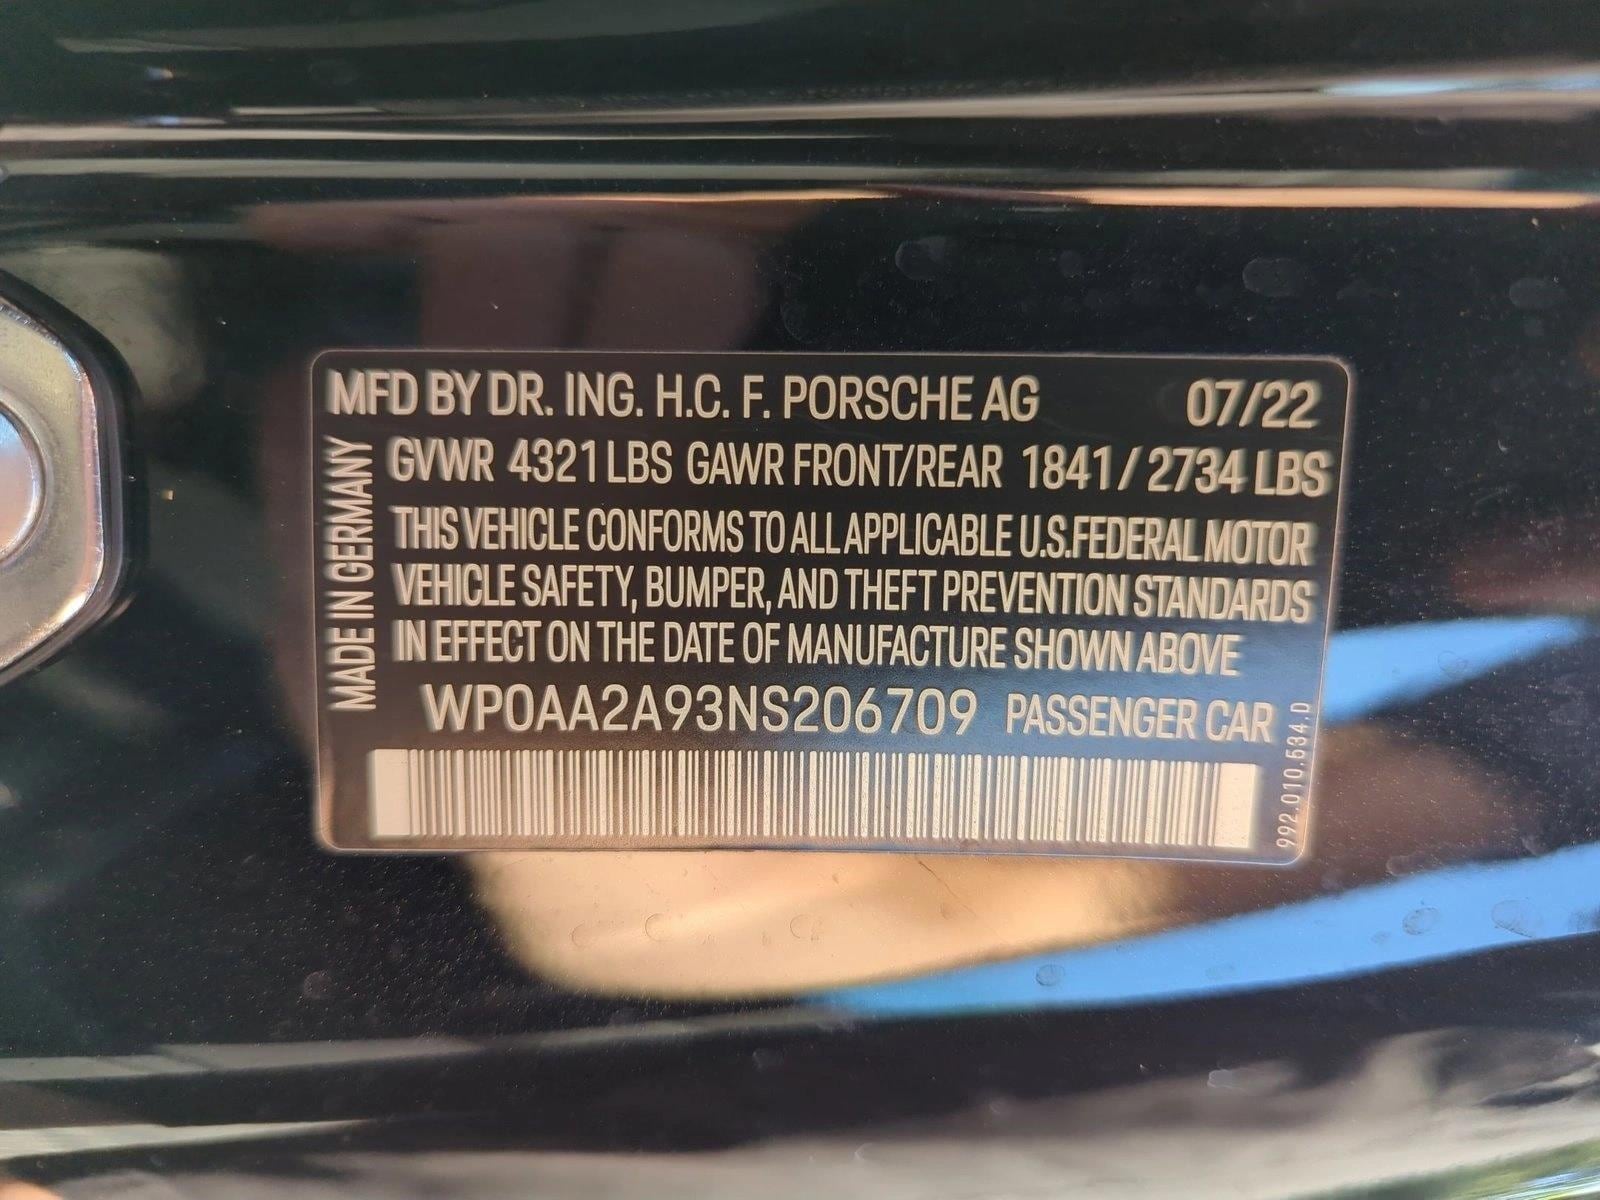 MFD BY DR. ING. H.C. F. PORSCHE AG 07/22
GVWR 4321 LBS GAWR FRONT/REAR 1841 / 2734 LBS
THIS VEHICLE CONFORMS TO ALL APPLICABLE U.S.FEDERAL MOTOR
VEHICLE SAFETY, BUMPER, AND THEFT PREVENTION STANDARDS
IN EFFECT ON THE DATE OF MANUFACTURE SHOWN ABOVE
WP0AA2A93NS206709 PASSENGER CAR
MADE IN GERMANY
992.010.534.D